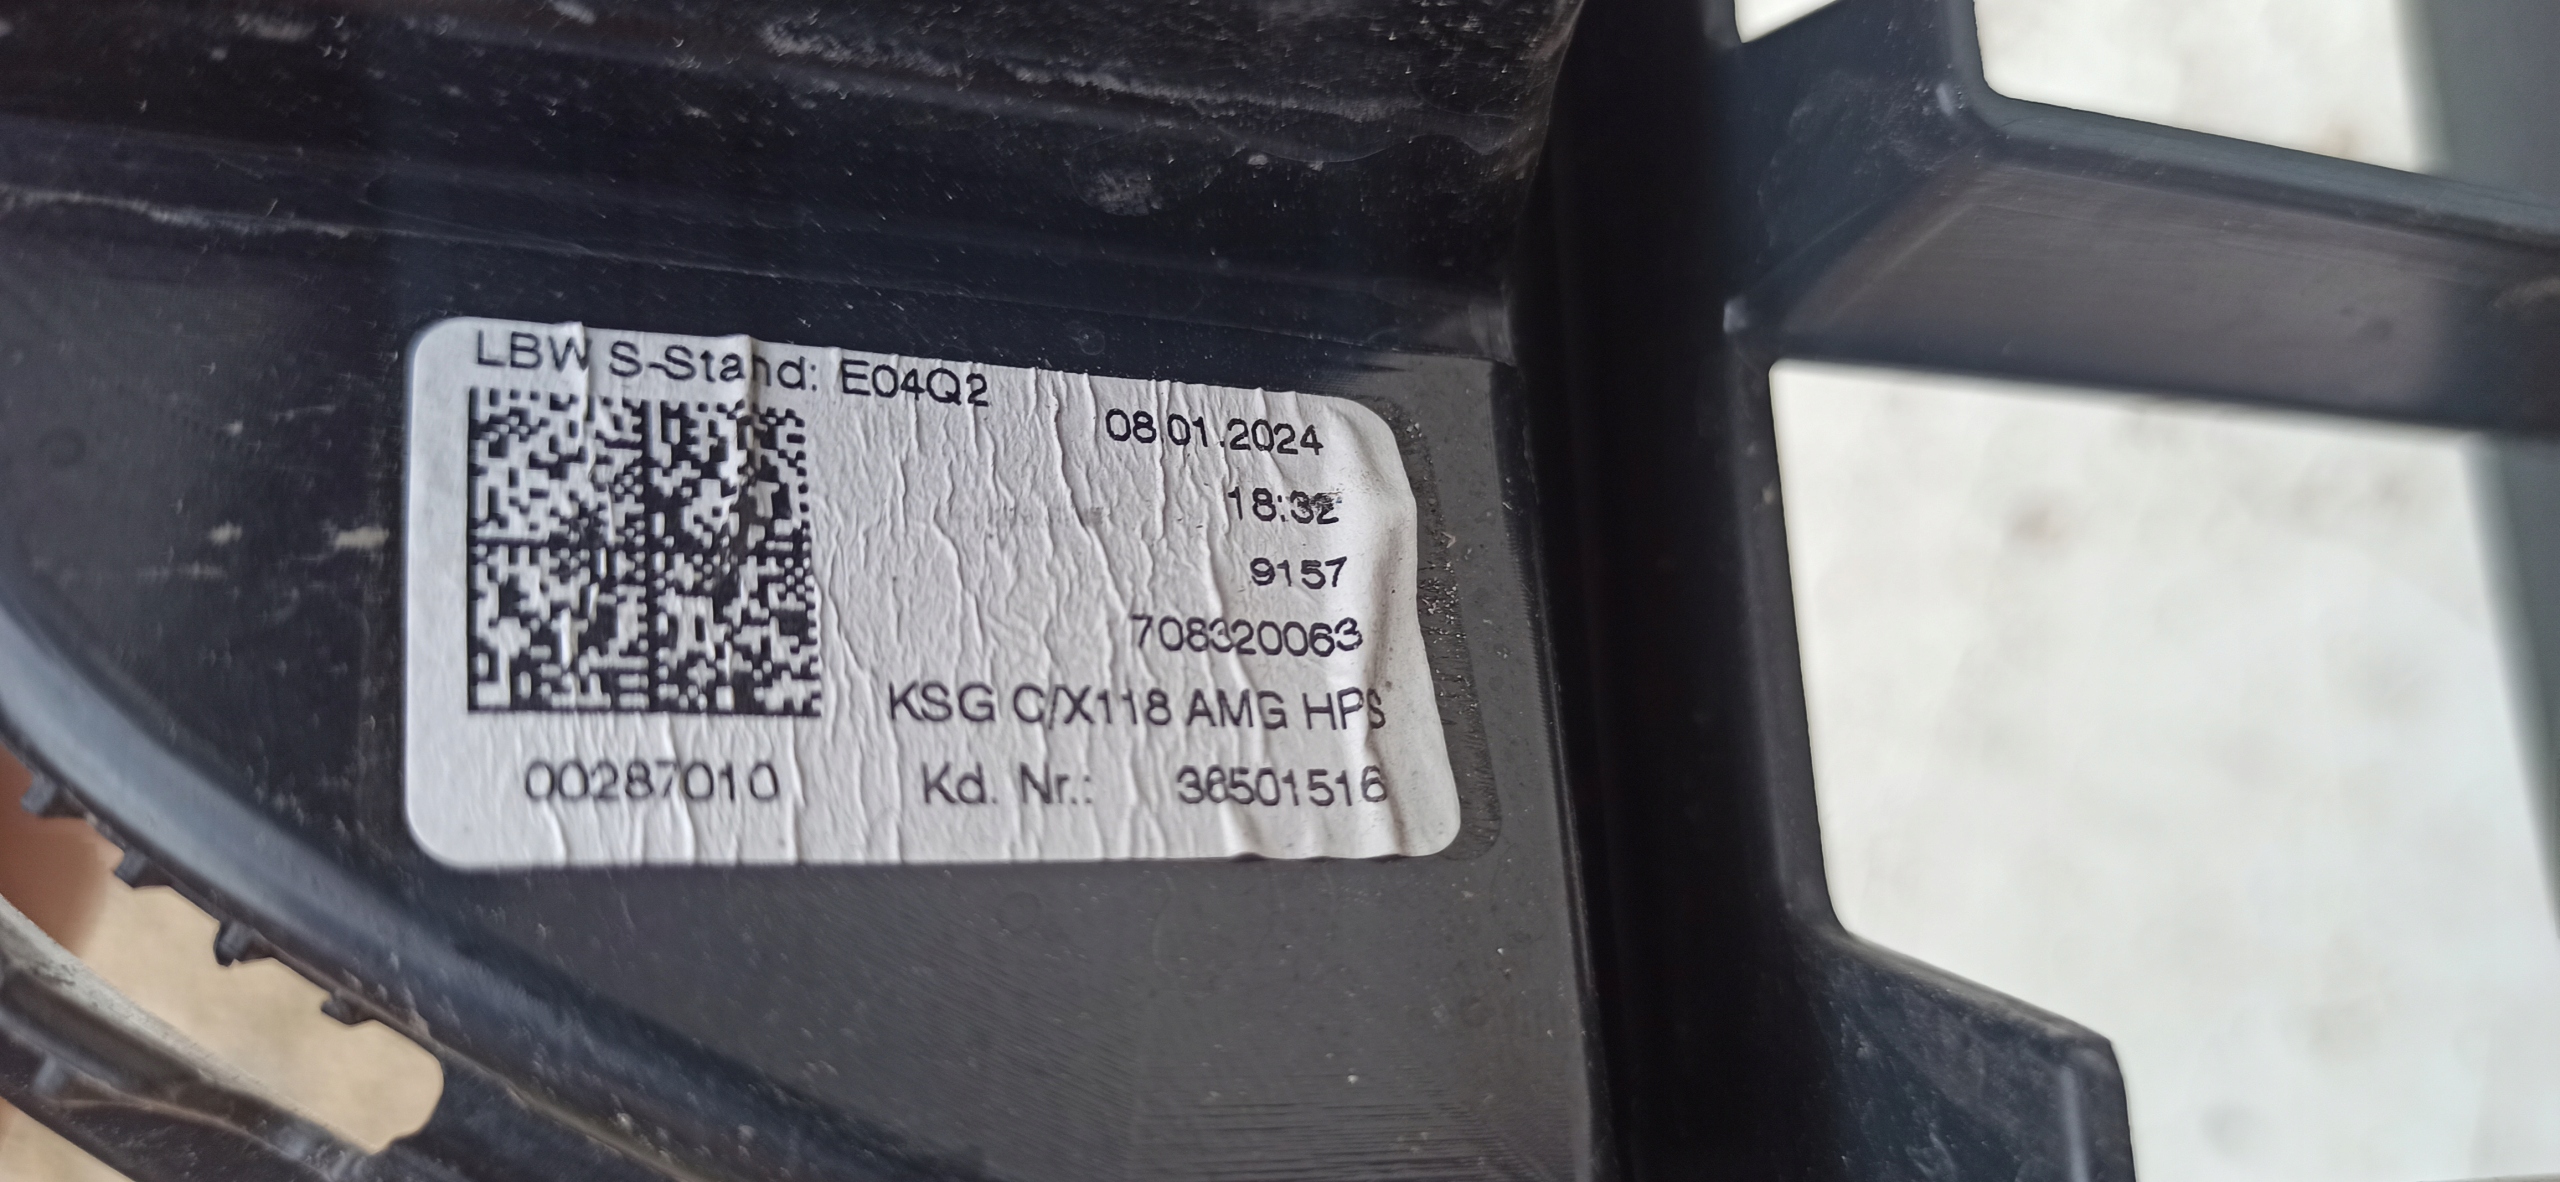 LBW S-Stand: E04Q2
08.01.2024
18:32
9157
708320063
KSG C/X118 AMG HPS
00287010 Kd. Nr.: 36501516